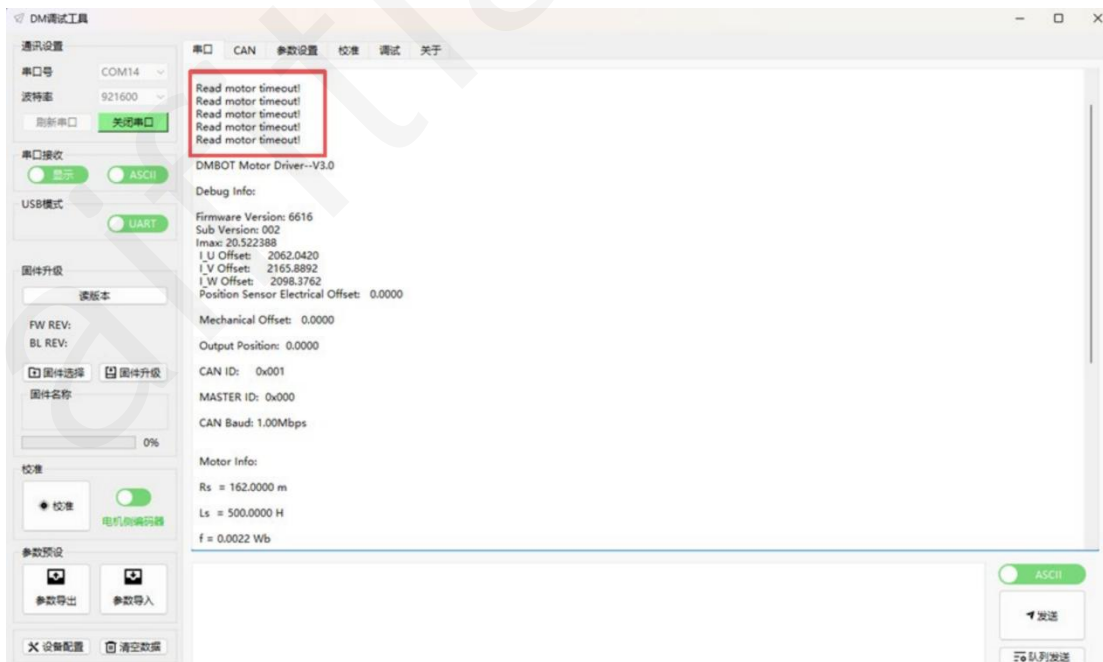 DM调试工具
通讯设置
串口号 COM14
波特率 921600
刷新串口 关闭串口
串口接收
显示 ASCII
USB模式
UART
固件升级
读版本
FW REV:
BL REV:
固件选择 固件升级
固件名称
0%
校准
校准
电机侧编码器
参数预设
参数导出 参数导入
设备配置 清空数据
串口 CAN 参数设置 校准 调试 关于
Read motor timeout!
Read motor timeout!
Read motor timeout!
Read motor timeout!
Read motor timeout!
DMBOT Motor Driver--V3.0
Debug Info:
Firmware Version: 6616
Sub Version: 002
Imax: 20.522388
I_U Offset: 2062.0420
I_V Offset: 2165.8892
I_W Offset: 2098.3762
Position Sensor Electrical Offset: 0.0000
Mechanical Offset: 0.0000
Output Position: 0.0000
CAN ID: 0x001
MASTER ID: 0x000
CAN Baud: 1.00Mbps
Motor Info:
Rs = 162.0000 m
Ls = 500.0000 H
f = 0.0022 Wb
ASCII
发送
队列发送